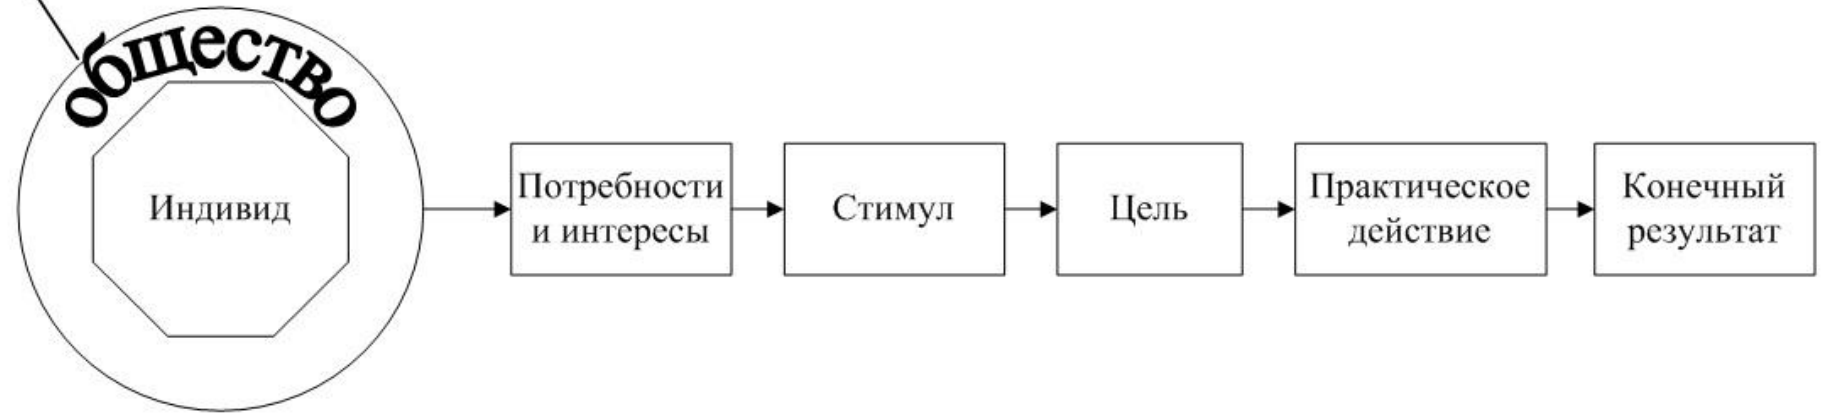 общество
Индивид
Потребности
и интересы
Стимул
Цель
Практическое
действие
Конечный
результат